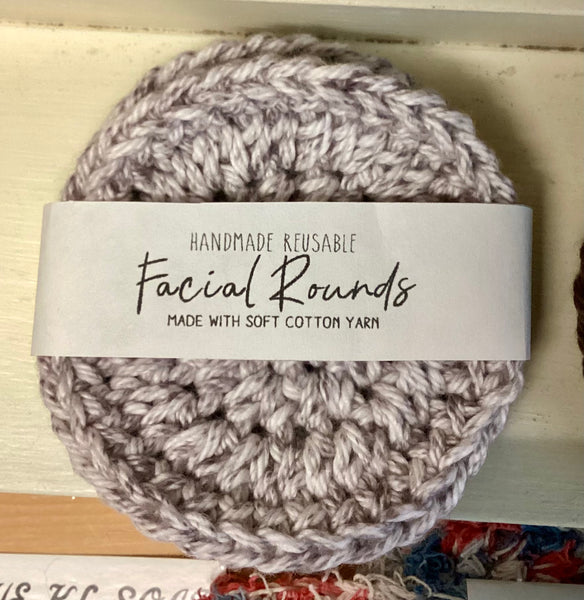 HANDMADE REUSABLE
Facial Rounds
MADE WITH SOFT COTTON YARN